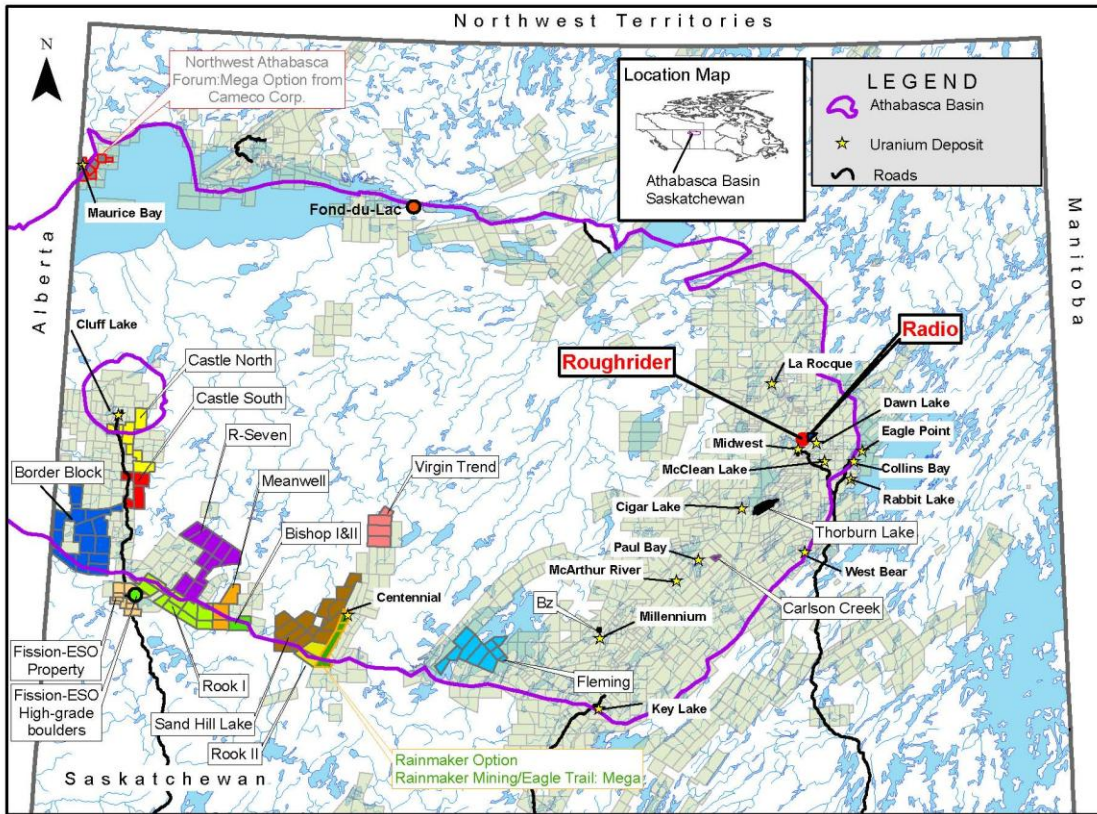 Northwest Territories
N
Northwest Athabasca
Forum:Mega Option from
Cameco Corp.
Location Map
Athabasca Basin
Saskatchewan
LEGEND
Athabasca Basin
Uranium Deposit
Roads
Maurice Bay
Fond-du-Lac
Alberta
Manitoba
Cluff Lake
Castle North
Castle South
R-Seven
Border Block
Meanwell
Virgin Trend
Bishop I&II
Roughrider
Radio
La Rocque
Dawn Lake
Midwest
Eagle Point
McClean Lake
Collins Bay
Rabbit Lake
Cigar Lake
Thorburn Lake
Paul Bay
West Bear
McArthur River
Carlson Creek
Centennial
Bz
Millennium
Fission-ESO
Property
Fission-ESO
High-grade
boulders
Rook I
Sand Hill Lake
Rook II
Fleming
Key Lake
Rainmaker Option
Rainmaker Mining/Eagle Trail: Mega
Saskatchewan